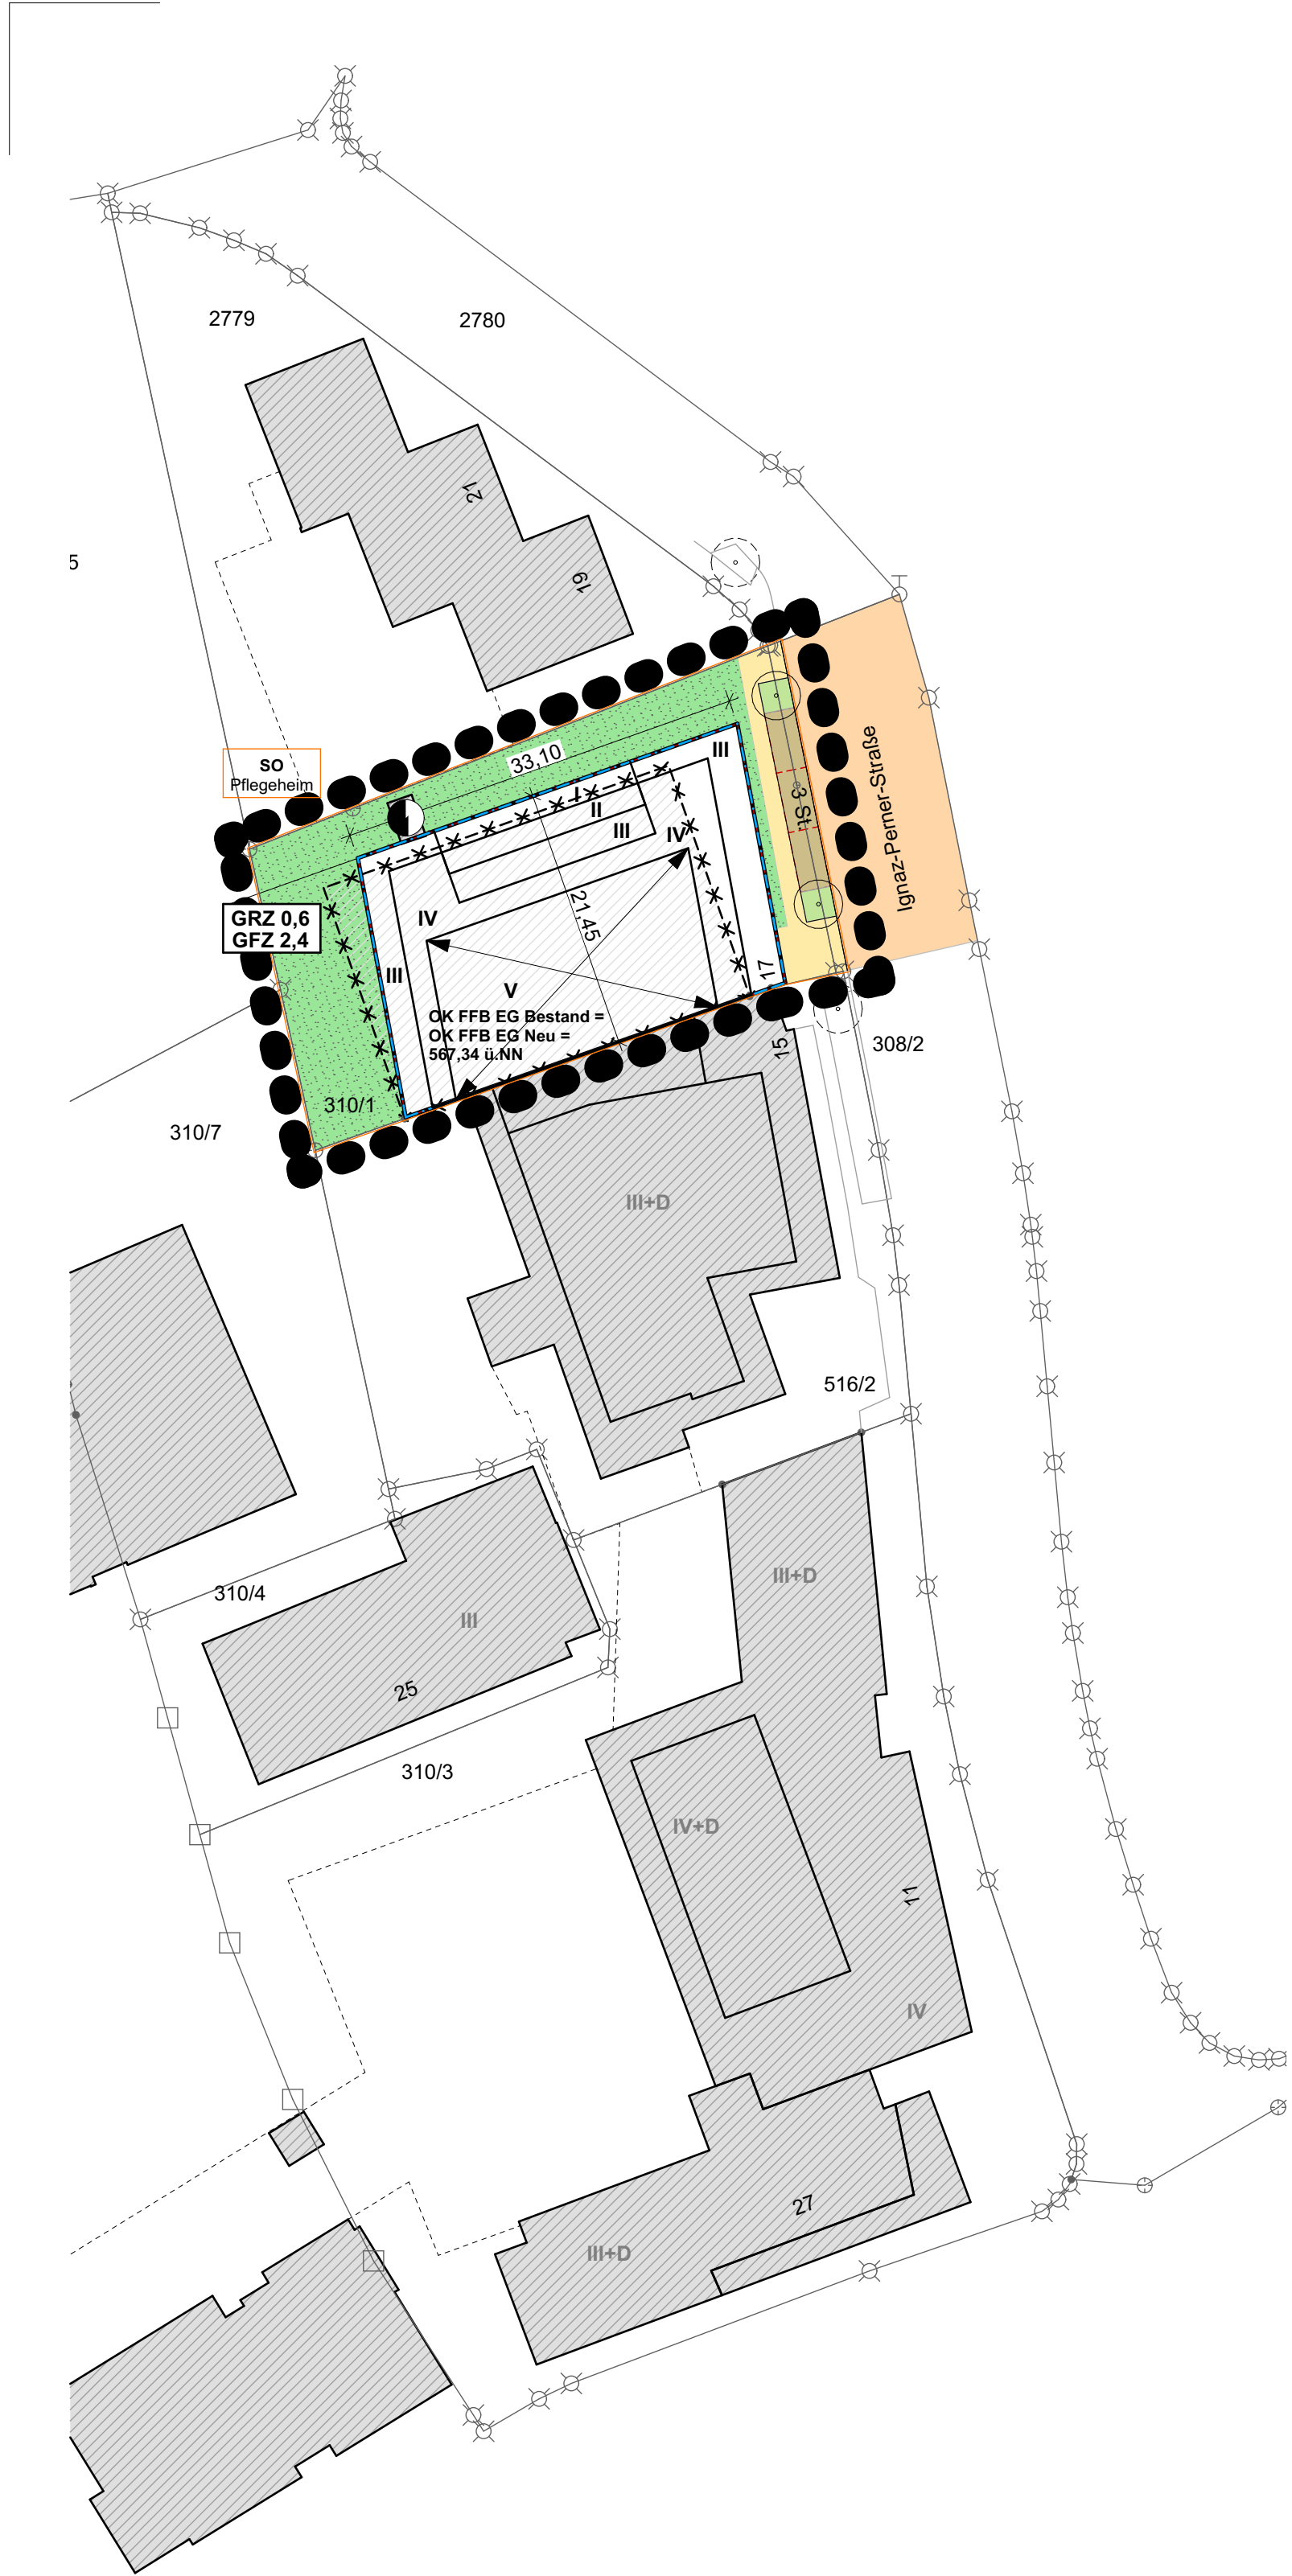 2779
2780
21
5
19
SO
Pflegeheim
33,10
III
I
II
III
IV
3 St
Ignaz-Perner-Straße
GRZ 0,6
GFZ 2,4
IV
21,45
III
17
V
OK FFB EG Bestand =
OK FFB EG Neu =
567,34 ü.NN
15
308/2
310/1
310/7
III+D
516/2
III+D
310/4
III
25
310/3
IV+D
11
IV
27
III+D